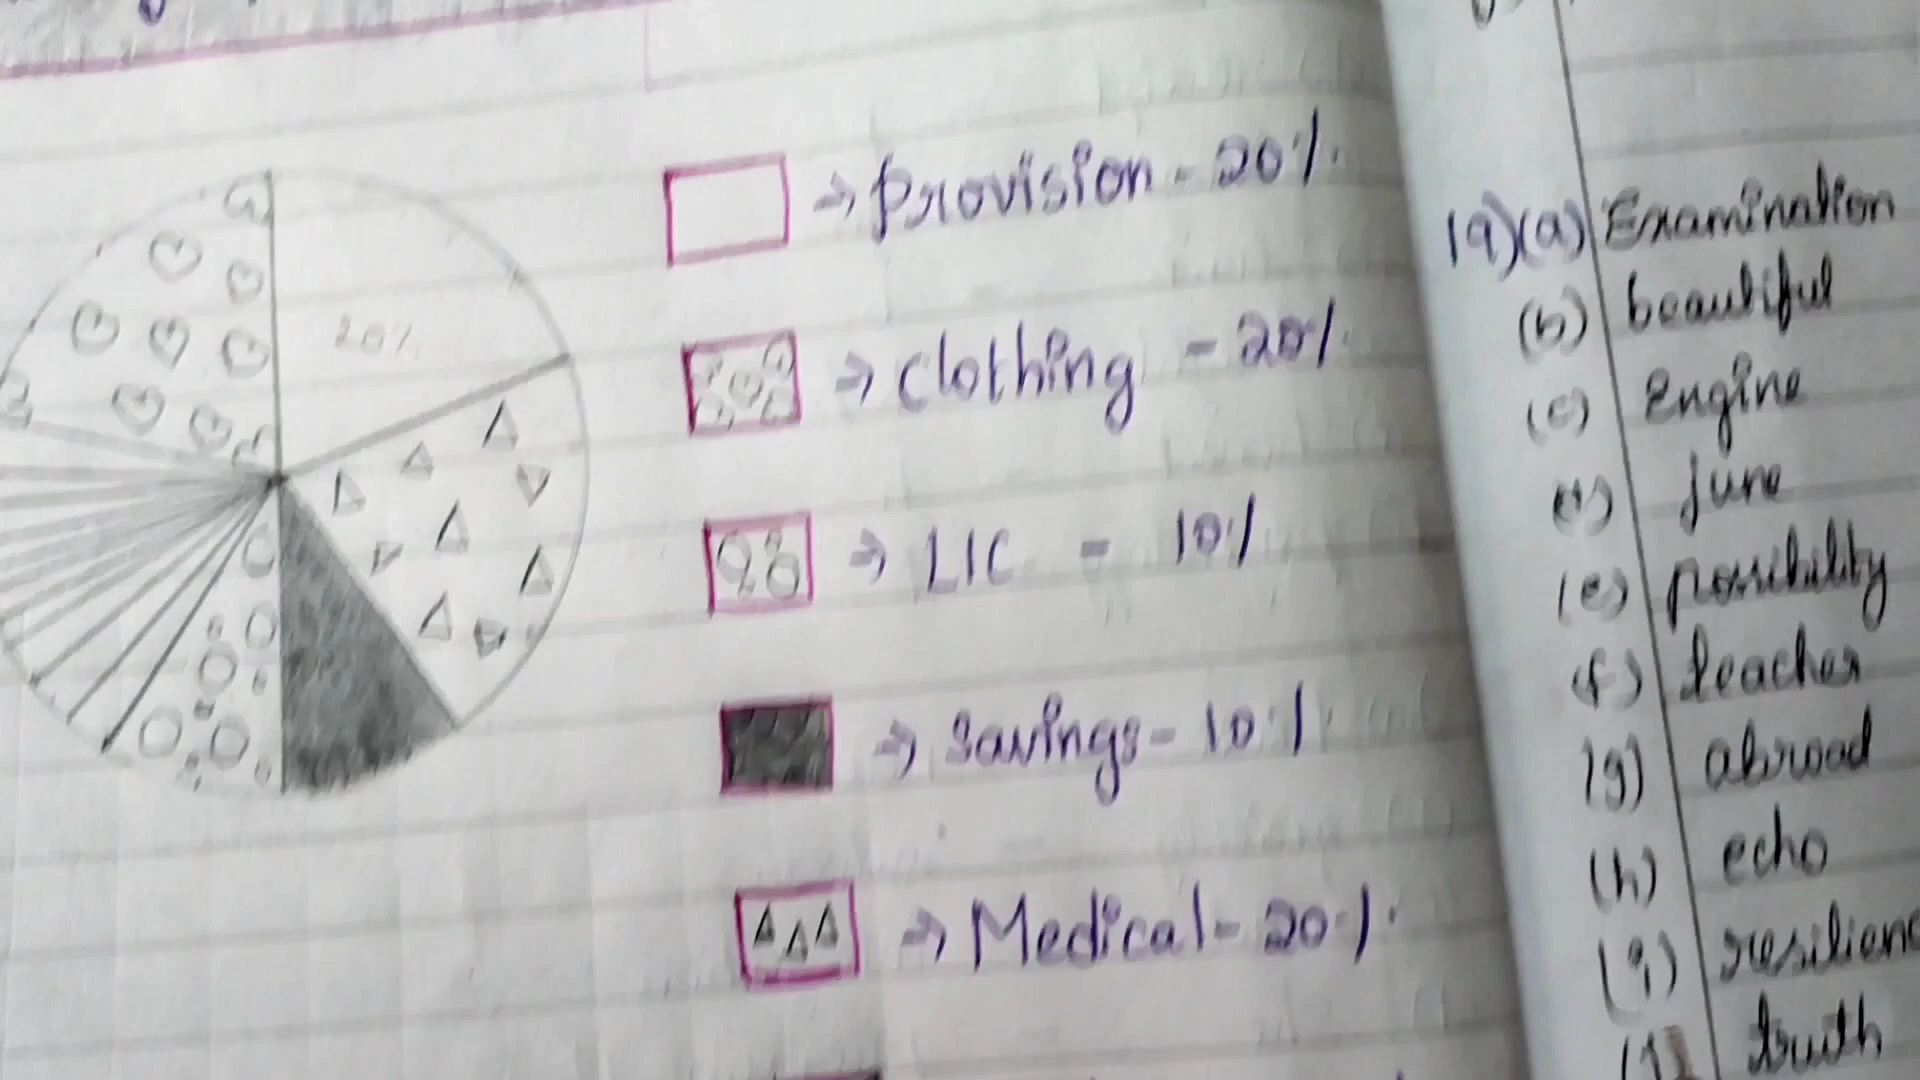 20%
→ Provision - 20%
→ clothing - 20%
→ LIC - 10%
→ Savings - 10%
→ Medical - 20%
19)(a) Examination
(b) beautiful
(c) Engine
(d) june
(e) possibility
(f) teacher
(g) abroad
(h) echo
(i) resilienc
(j) truth